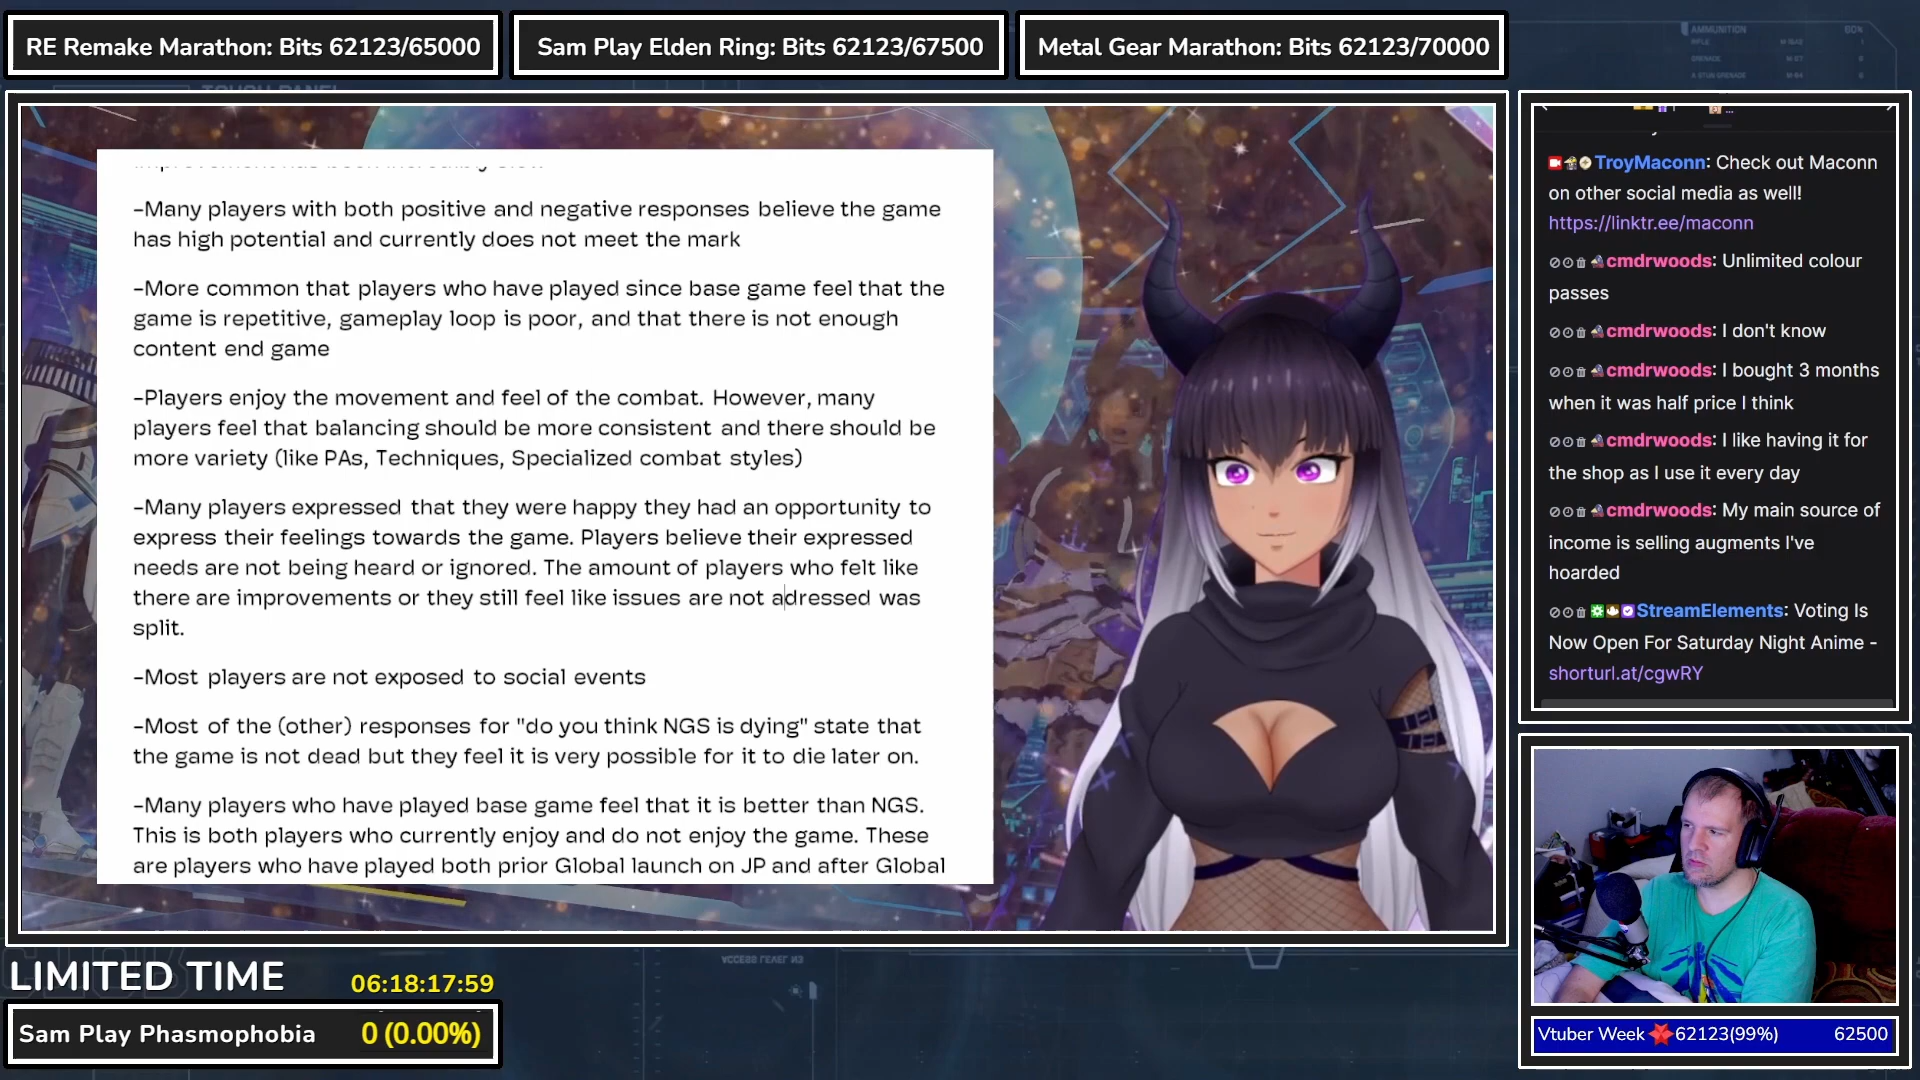 RE Remake Marathon: Bits 62123/65000
Sam Play Elden Ring: Bits 62123/67500
Metal Gear Marathon: Bits 62123/70000
AMMUNITION
-Many players with both positive and negative responses believe the game
has high potential and currently does not meet the mark
-More common that players who have played since base game feel that the
game is repetitive, gameplay loop is poor, and that there is not enough
content end game
-Players enjoy the movement and feel of the combat. However, many
players feel that balancing should be more consistent and there should be
more variety (like PAs, Techniques, Specialized combat styles)
-Many players expressed that they were happy they had an opportunity to
express their feelings towards the game. Players believe their expressed
needs are not being heard or ignored. The amount of players who felt like
there are improvements or they still feel like issues are not adressed was
split.
-Most players are not exposed to social events
-Most of the (other) responses for "do you think NGS is dying" state that
the game is not dead but they feel it is very possible for it to die later on.
-Many players who have played base game feel that it is better than NGS.
This is both players who currently enjoy and do not enjoy the game. These
are players who have played both prior Global launch on JP and after Global
TroyMaconn: Check out Maconn
on other social media as well!
https://linktr.ee/maconn
cmdrwoods: Unlimited colour
passes
cmdrwoods: I don't know
cmdrwoods: I bought 3 months
when it was half price I think
cmdrwoods: I like having it for
the shop as I use it every day
cmdrwoods: My main source of
income is selling augments I've
hoarded
StreamElements: Voting Is
Now Open For Saturday Night Anime -
shorturl.at/cgwRY
LIMITED TIME 06:18:17:59
Sam Play Phasmophobia 0 (0.00%)
Vtuber Week 62123(99%) 62500